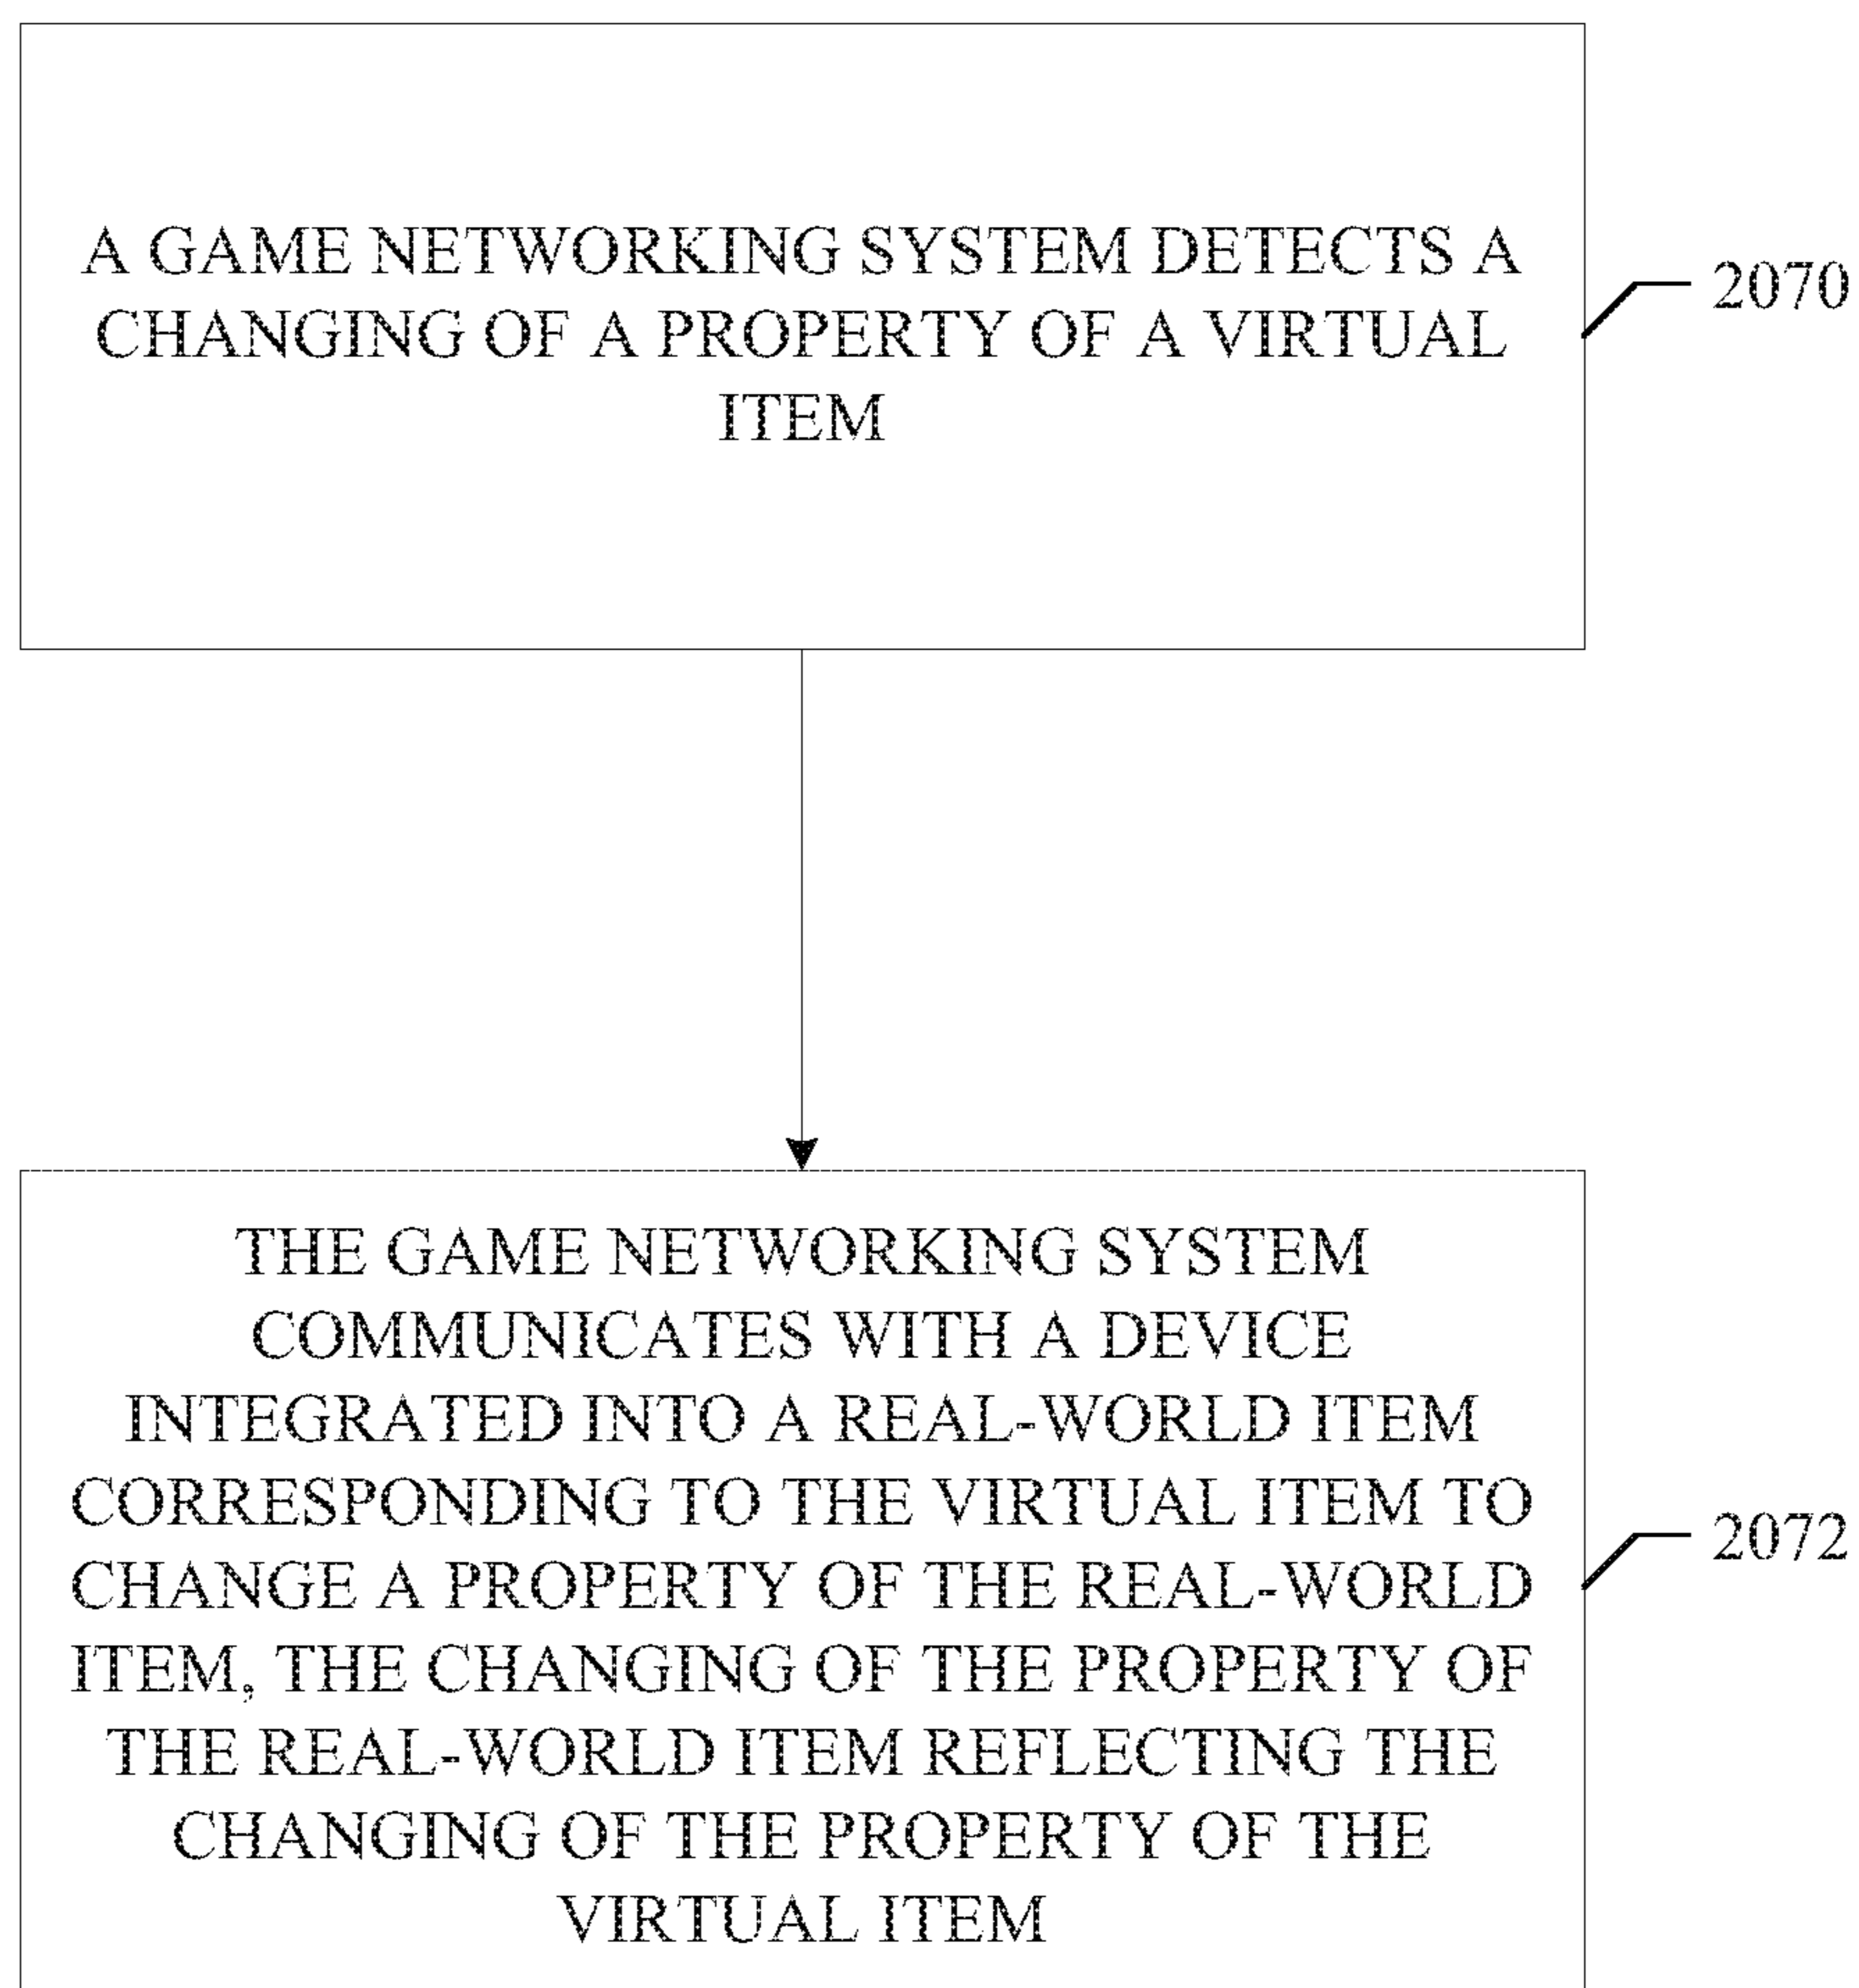 A GAME NETWORKING SYSTEM DETECTS A
CHANGING OF A PROPERTY OF A VIRTUAL
ITEM
2070
THE GAME NETWORKING SYSTEM
COMMUNICATES WITH A DEVICE
INTEGRATED INTO A REAL-WORLD ITEM
CORRESPONDING TO THE VIRTUAL ITEM TO
CHANGE A PROPERTY OF THE REAL-WORLD
ITEM, THE CHANGING OF THE PROPERTY OF
THE REAL-WORLD ITEM REFLECTING THE
CHANGING OF THE PROPERTY OF THE
VIRTUAL ITEM
2072